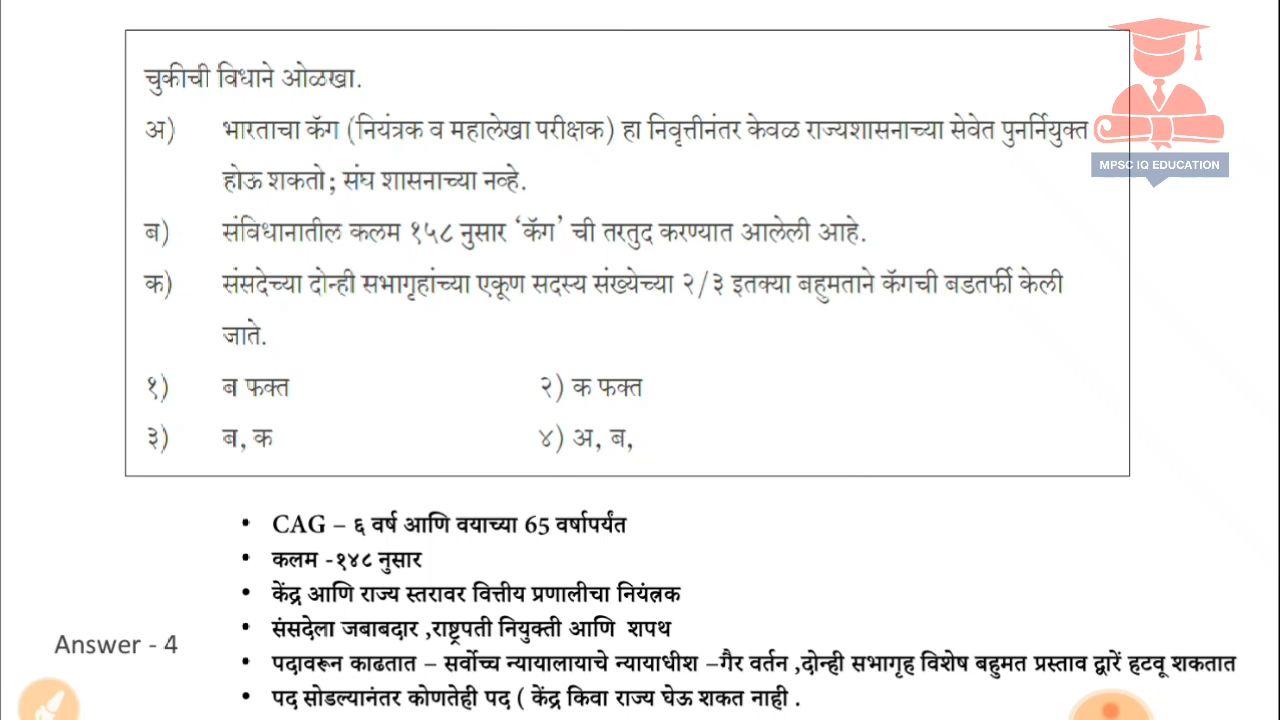 चुकीची विधाने ओळखा.
अ) भारताचा कॅग (नियंत्रक व महालेखा परीक्षक) हा निवृत्तीनंतर केवळ राज्यशासनाच्या सेवेत पुनर्नियुक्त
होऊ शकतो; संघ शासनाच्या नव्हे.
ब) संविधानातील कलम १५८ नुसार ‘कॅग’ ची तरतुद करण्यात आलेली आहे.
क) संसदेच्या दोन्ही सभागृहांच्या एकूण सदस्य संख्येच्या २/३ इतक्या बहुमताने कॅगची बडतर्फी केली
जाते.
१) ब फक्त २) क फक्त
३) ब, क ४) अ, ब,
MPSC IQ EDUCATION
• CAG – ६ वर्ष आणि वयाच्या 65 वर्षापर्यंत
• कलम -१४८ नुसार
• केंद्र आणि राज्य स्तरावर वित्तीय प्रणालीचा नियंत्रक
• संसदेला जबाबदार ,राष्ट्रपती नियुक्ती आणि शपथ
Answer - 4
• पदावरून काढतात – सर्वोच्च न्यायालायाचे न्यायाधीश –गैर वर्तन ,दोन्ही सभागृह विशेष बहुमत प्रस्ताव द्वारें हटवू शकतात
• पद सोडल्यानंतर कोणतेही पद ( केंद्र किवा राज्य घेऊ शकत नाही .